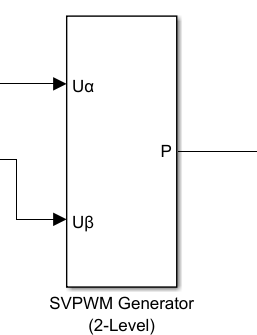 Uα
P
Uβ
SVPWM Generator
(2-Level)